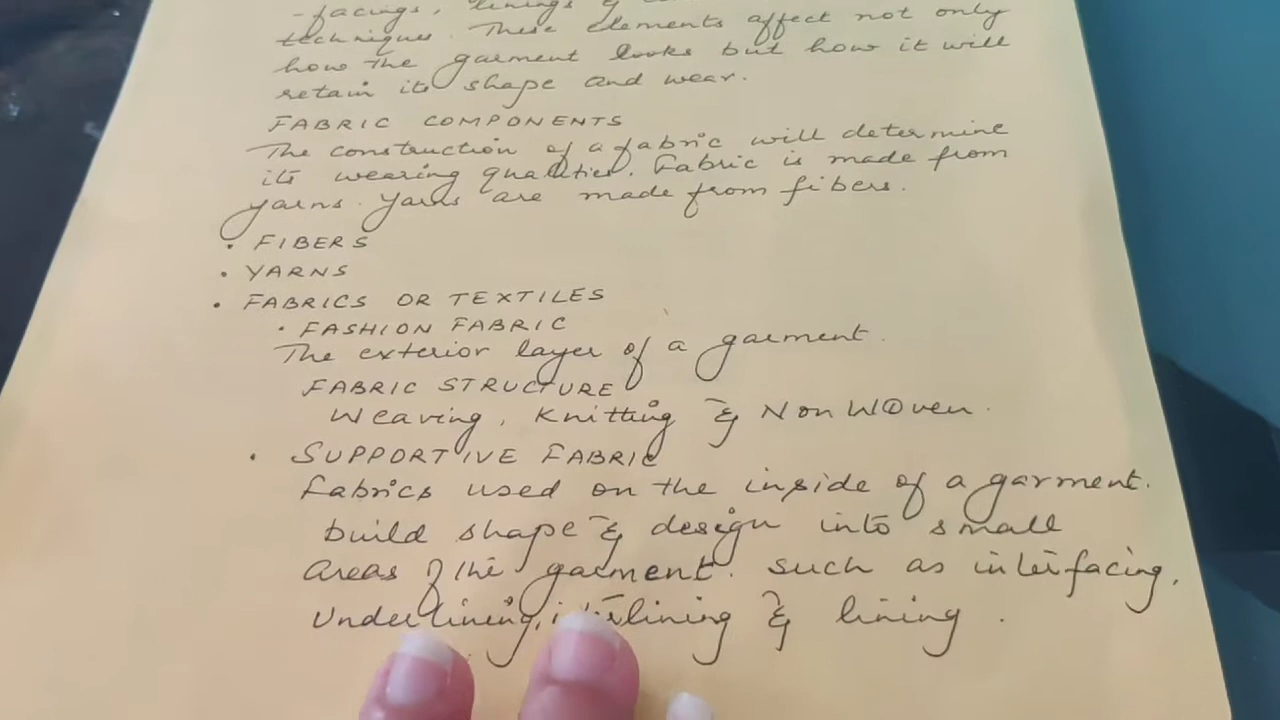 - facings, linings &
techniques. These elements affect not only
how the garment looks but how it will
retain its shape and wear.
FABRIC COMPONENTS
The construction of a fabric will determine
its wearing qualities. Fabric is made from
yarns. Yarns are made from fibers.
• FIBERS
• YARNS
• FABRICS OR TEXTILES
• FASHION FABRIC
The exterior layer of a garment.
FABRIC STRUCTURE
Weaving, Knitting & Non Woven.
• SUPPORTIVE FABRIC
Fabrics used on the inside of a garment.
build shape & design into small
areas of the garment. such as interfacing,
Underlining, interlining & lining.